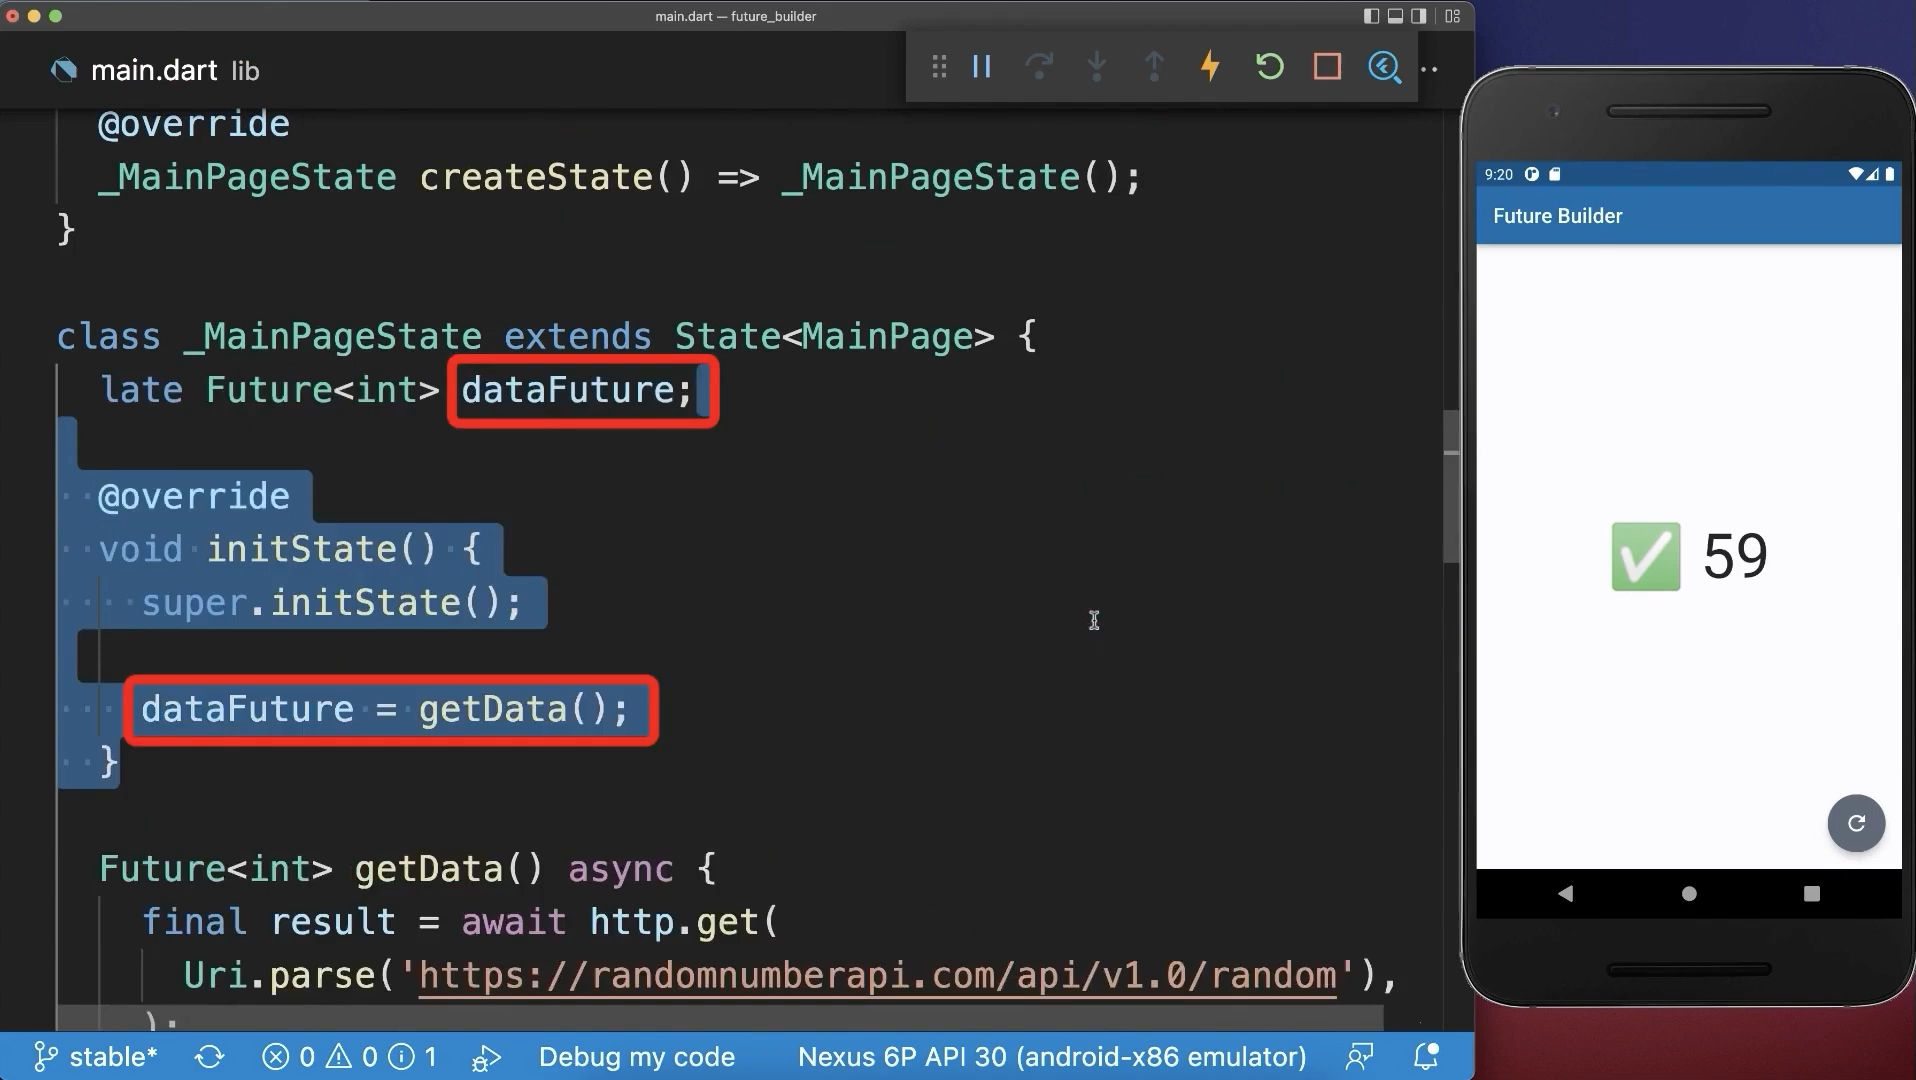 main.dart — future_builder
main.dart lib
@override
_MainPageState createState() => _MainPageState();
}
class _MainPageState extends State<MainPage> {
late Future<int> dataFuture;
@override
void initState() {
super.initState();
dataFuture = getData();
}
Future<int> getData() async {
final result = await http.get(
Uri.parse('https://randomnumberapi.com/api/v1.0/random'),
);
stable* 0 0 1 Debug my code Nexus 6P API 30 (android-x86 emulator)
9:20
Future Builder
✅ 59